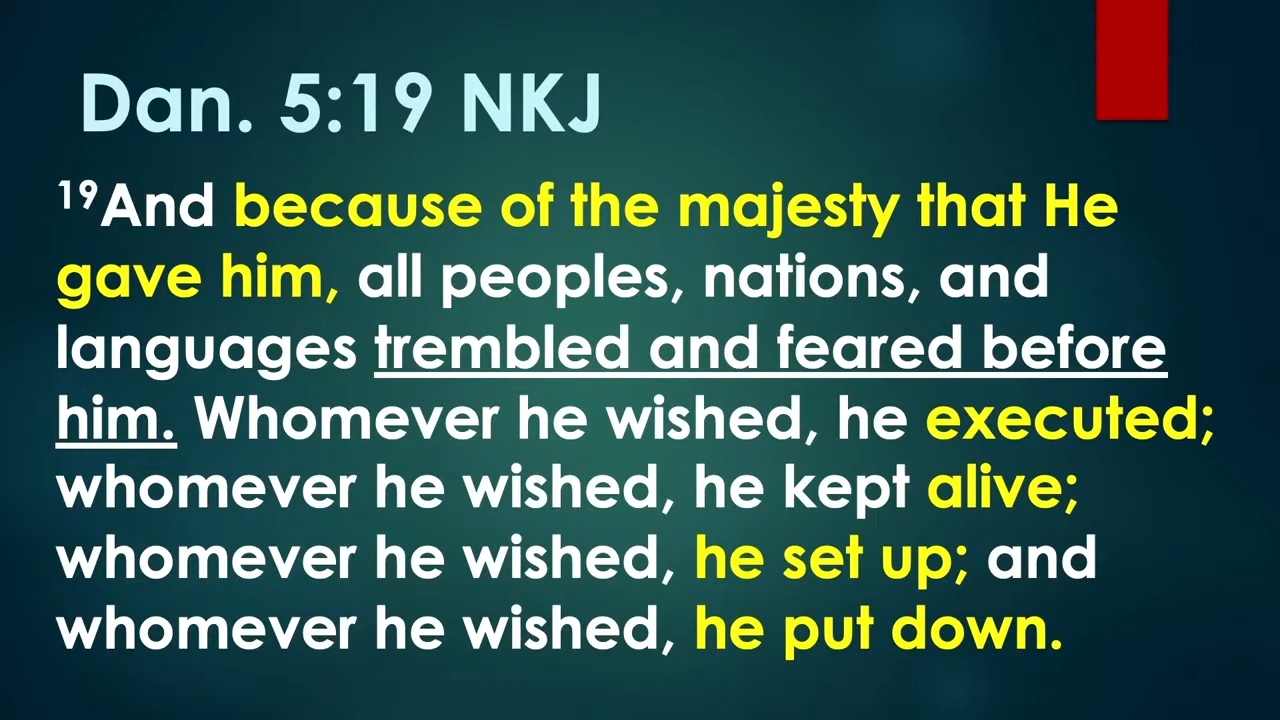 Dan. 5:19 NKJ
¹⁹And because of the majesty that He
gave him, all peoples, nations, and
languages trembled and feared before
him. Whomever he wished, he executed;
whomever he wished, he kept alive;
whomever he wished, he set up; and
whomever he wished, he put down.